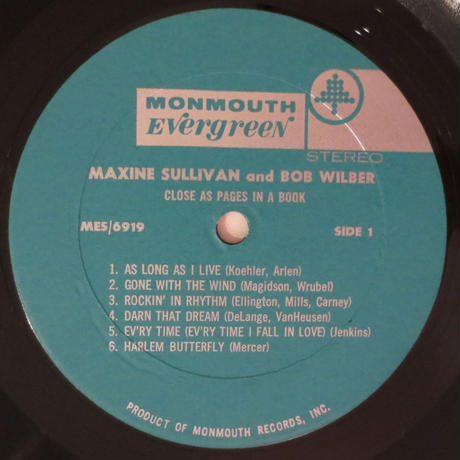 MONMOUTH
Evergreen
STEREO
MAXINE SULLIVAN and BOB WILBER
CLOSE AS PAGES IN A BOOK
MES/6919 SIDE 1
1. AS LONG AS I LIVE (Koehler, Arlen)
2. GONE WITH THE WIND (Magidson, Wrubel)
3. ROCKIN' IN RHYTHM (Ellington, Mills, Carney)
4. DARN THAT DREAM (DeLange, VanHeusen)
5. EV'RY TIME (EV'RY TIME I FALL IN LOVE) (Jenkins)
6. HARLEM BUTTERFLY (Mercer)
PRODUCT OF MONMOUTH RECORDS, INC.